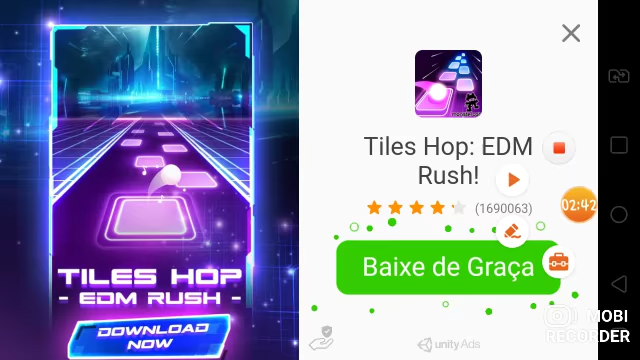 TILES HOP
- EDM RUSH -
DOWNLOAD
NOW
Tiles Hop: EDM
Rush!
(1690063)
Baixe de Graça
unity Ads
02:42
MOBI
RECORDER